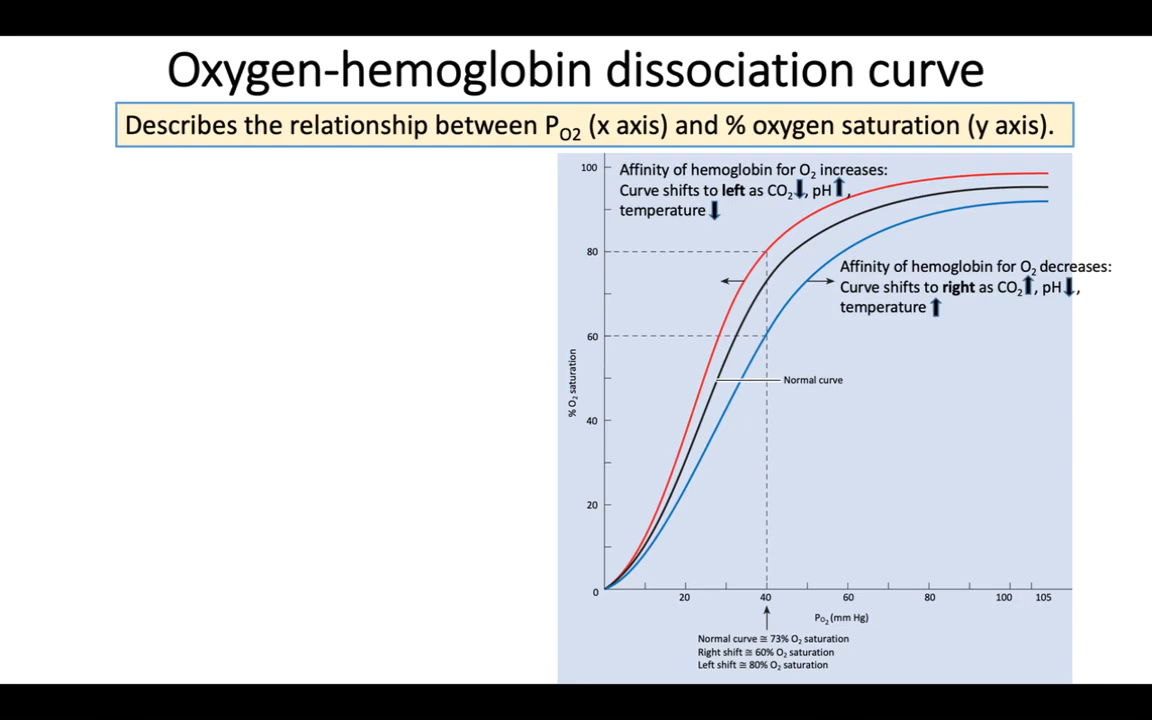 Oxygen-hemoglobin dissociation curve
Describes the relationship between PO2 (x axis) and % oxygen saturation (y axis).
Affinity of hemoglobin for O2 increases:
Curve shifts to left as CO2⬇, pH⬆,
temperature⬇
Affinity of hemoglobin for O2 decreases:
Curve shifts to right as CO2⬆, pH⬇,
temperature⬆
Normal curve
% O2 saturation
100
80
60
40
20
0
20 40 60 80 100 105
PO2 (mm Hg)
Normal curve ≅ 73% O2 saturation
Right shift ≅ 60% O2 saturation
Left shift ≅ 80% O2 saturation